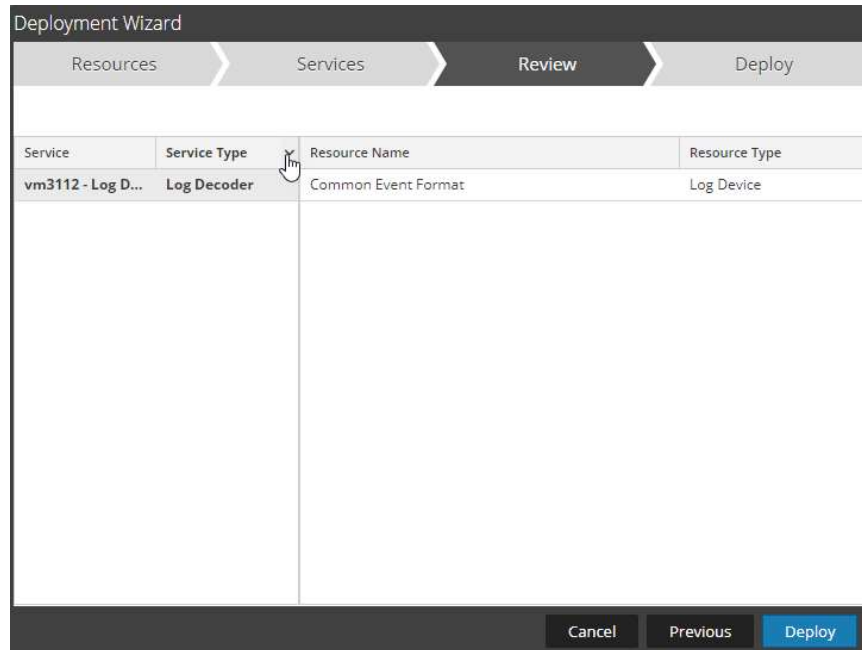 Deployment Wizard
Resources Services Review Deploy
Service Service Type Resource Name Resource Type
vm3112 - Log D... Log Decoder Common Event Format Log Device
Cancel Previous Deploy